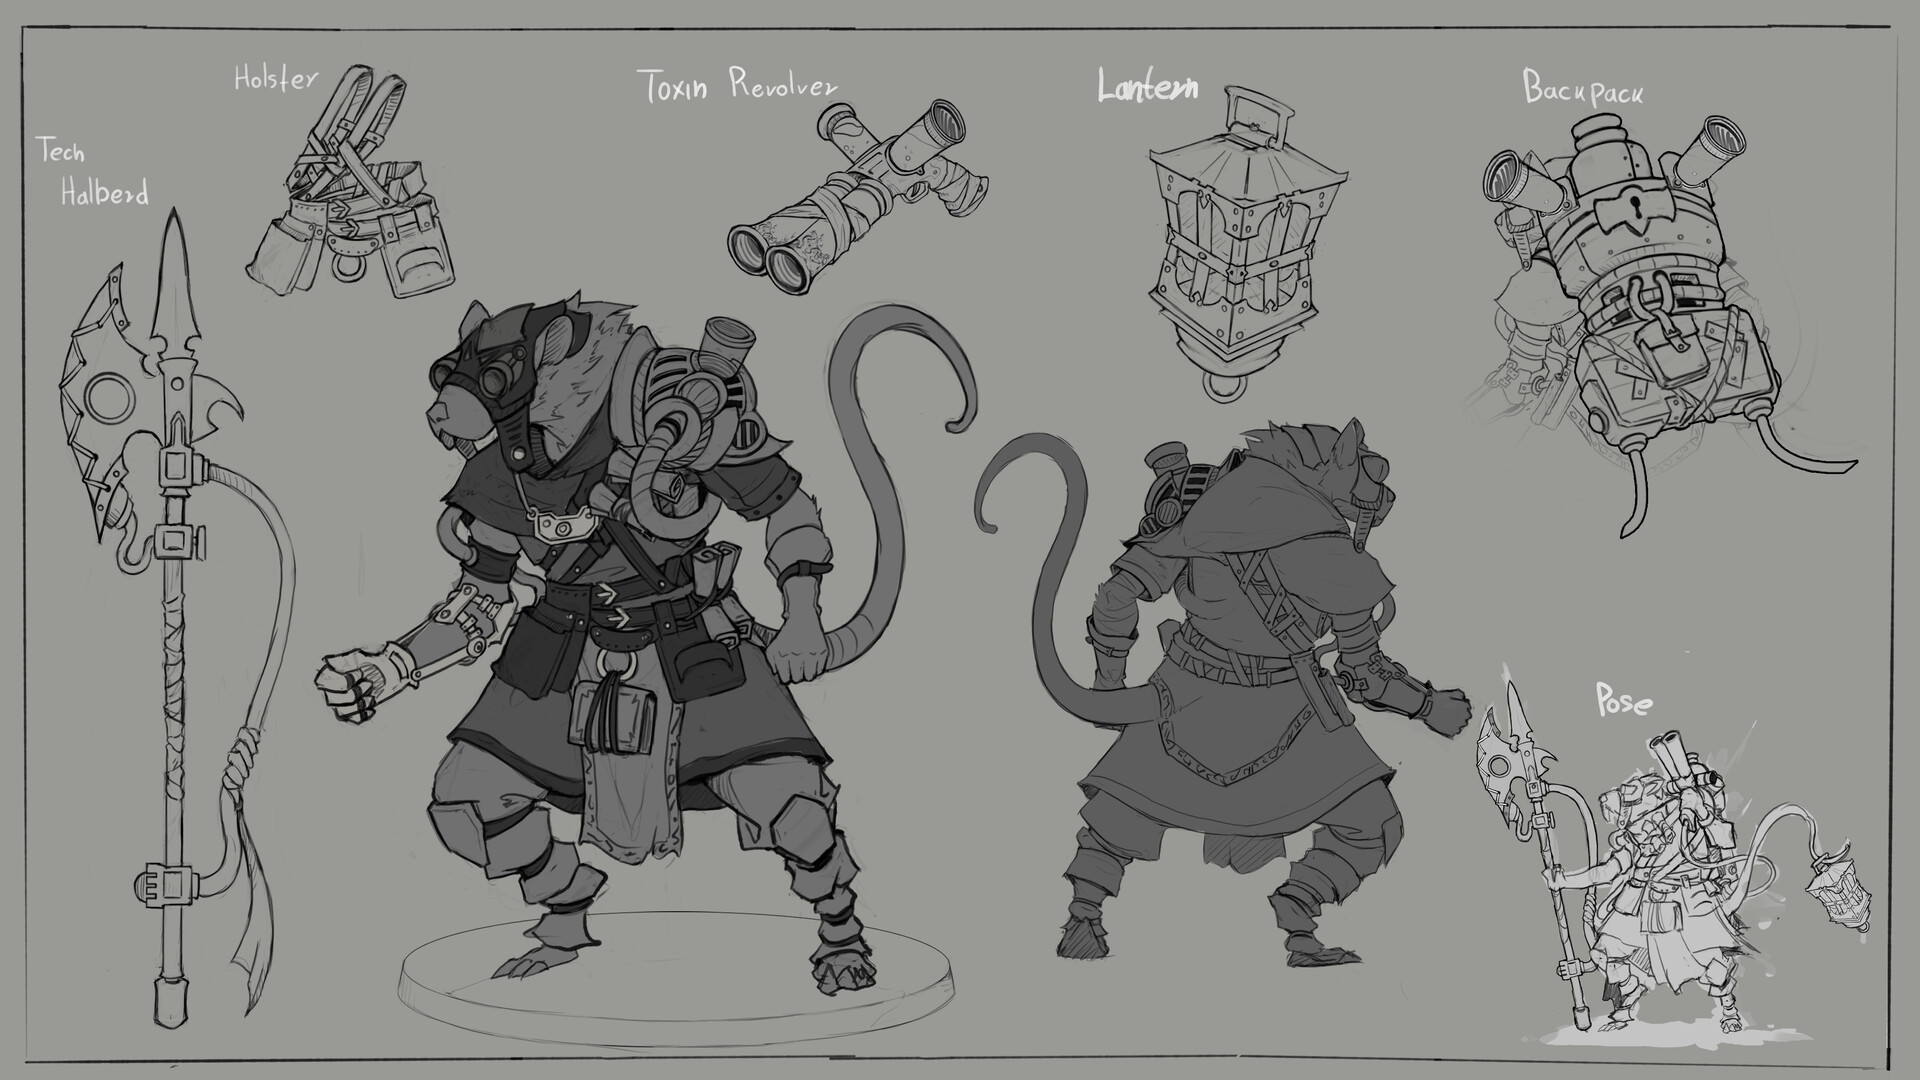 Holster
Toxin Revolver
Lantern
Backpack
Tech
Halberd
Pose